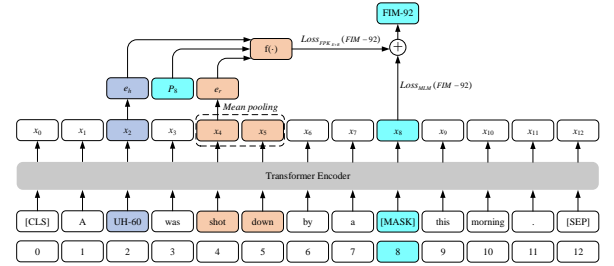 FIM-92
f(·)
Loss_{FPK s+R} (FIM−92)
+
Loss_{MLM} (FIM−92)
e_h P_8 e_r
Mean pooling
x_0 x_1 x_2 x_3 x_4 x_5 x_6 x_7 x_8 x_9 x_10 x_11 x_12
Transformer Encoder
[CLS] A UH-60 was shot down by a [MASK] this morning . [SEP]
0 1 2 3 4 5 6 7 8 9 10 11 12